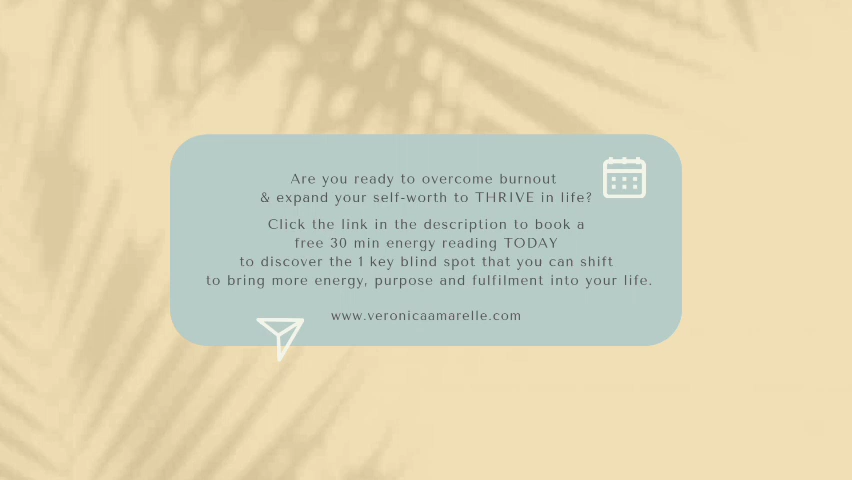 Are you ready to overcome burnout
& expand your self-worth to THRIVE in life?
Click the link in the description to book a
free 30 min energy reading TODAY
to discover the 1 key blind spot that you can shift
to bring more energy, purpose and fulfilment into your life.
www.veronicaamarelle.com